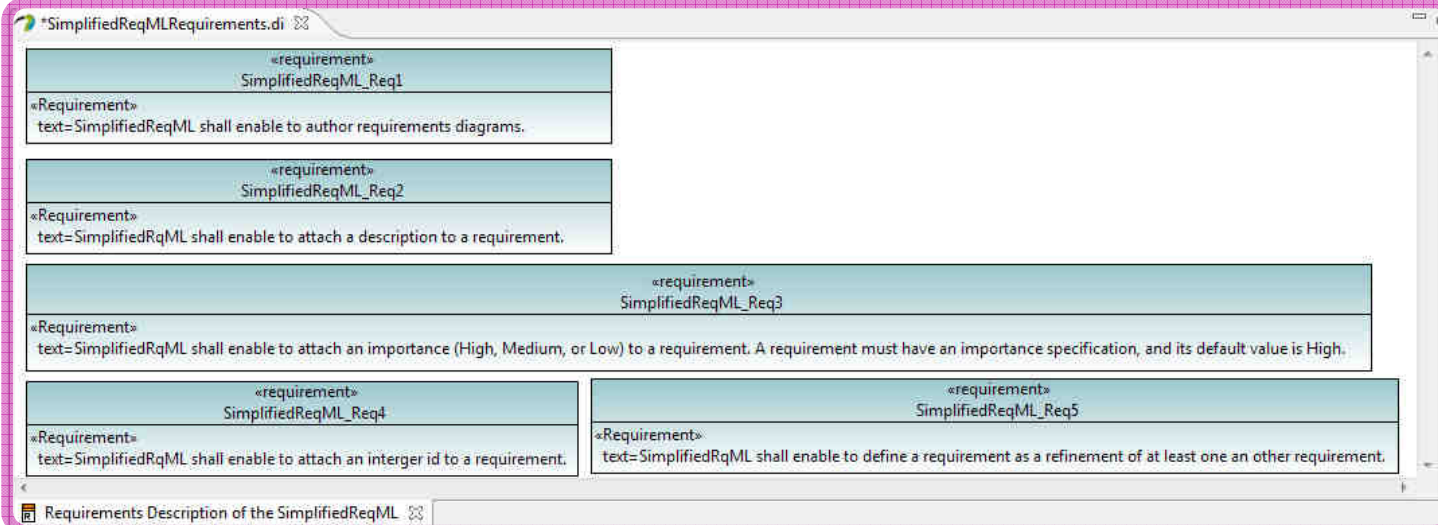 *SimplifiedReqMLRequirements.di
«requirement»
SimplifiedReqML_Req1
«Requirement»
text=SimplifiedReqML shall enable to author requirements diagrams.
«requirement»
SimplifiedReqML_Req2
«Requirement»
text=SimplifiedRqML shall enable to attach a description to a requirement.
«requirement»
SimplifiedReqML_Req3
«Requirement»
text=SimplifiedRqML shall enable to attach an importance (High, Medium, or Low) to a requirement. A requirement must have an importance specification, and its default value is High.
«requirement»
SimplifiedReqML_Req4
«Requirement»
text=SimplifiedRqML shall enable to attach an interger id to a requirement.
«requirement»
SimplifiedReqML_Req5
«Requirement»
text=SimplifiedRqML shall enable to define a requirement as a refinement of at least one an other requirement.
Requirements Description of the SimplifiedReqML